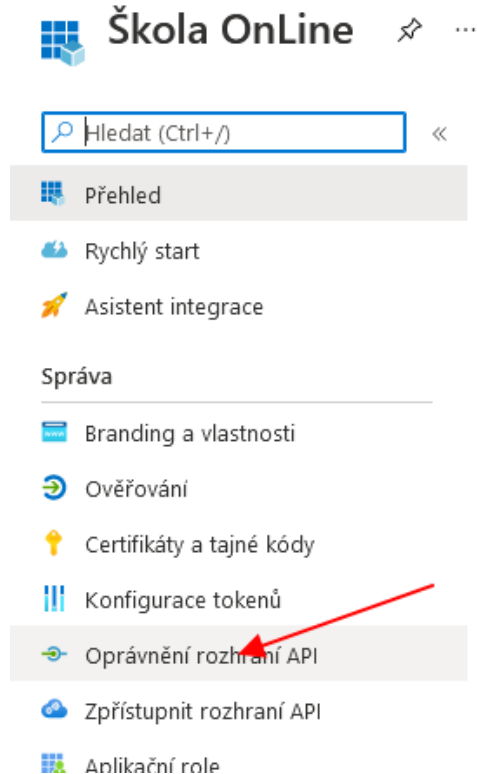 Škola OnLine
Hledat (Ctrl+/)
Přehled
Rychlý start
Asistent integrace
Správa
Branding a vlastnosti
Ověřování
Certifikáty a tajné kódy
Konfigurace tokenů
Oprávnění rozhraní API
Zpřístupnit rozhraní API
Aplikační role